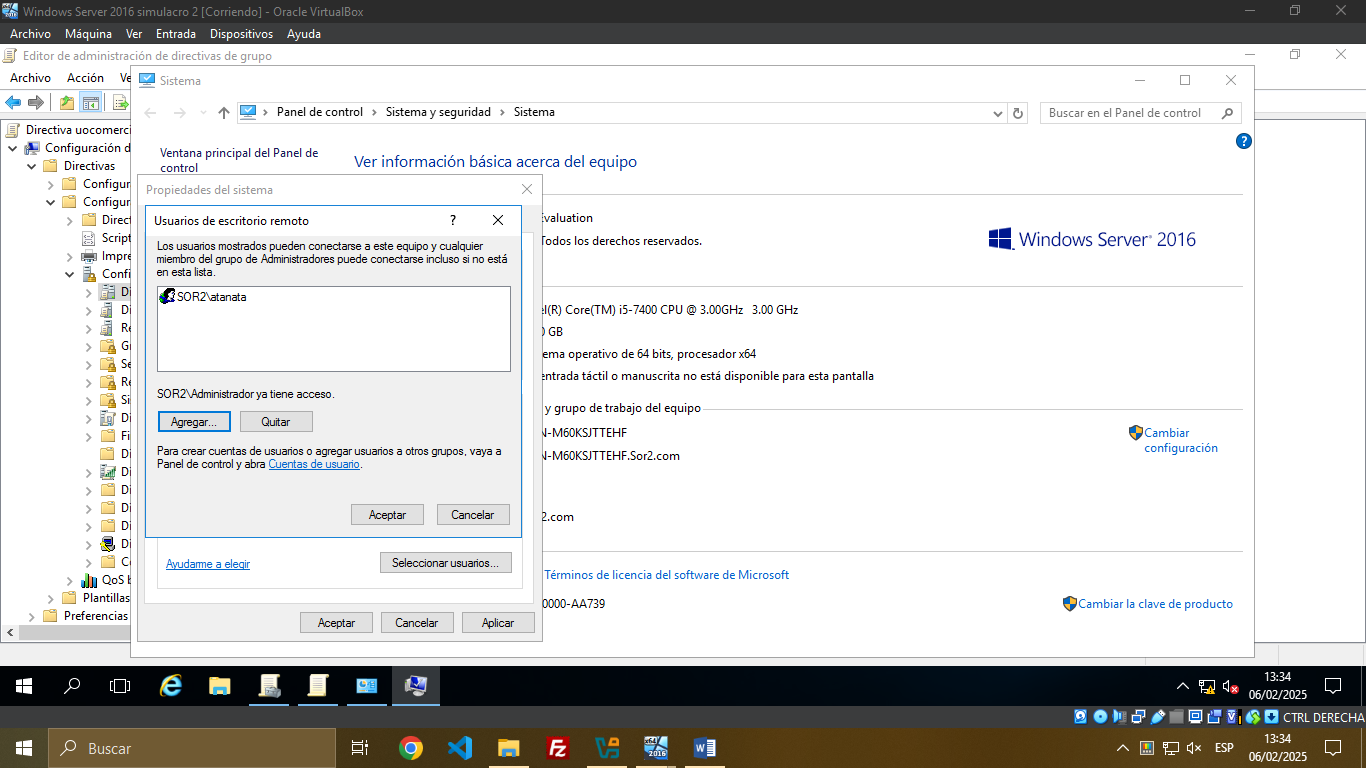 Windows Server 2016 simulacro 2 [Corriendo] - Oracle VirtualBox
Archivo Máquina Ver Entrada Dispositivos Ayuda
Editor de administración de directivas de grupo
Archivo Acción Ve
Sistema
Panel de control Sistema y seguridad Sistema
Buscar en el Panel de control
Directiva uocomerci
Configuración d
Directivas
Configur
Configur
Direct
Script
Impre
Confi
D
D
Re
G
Se
Re
Si
D
Fi
D
D
D
D
D
D
C
QoS b
Plantillas
Preferencias
Ventana principal del Panel de
control
Ver información básica acerca del equipo
Evaluation
Todos los derechos reservados.
Windows Server 2016
el(R) Core(TM) i5-7400 CPU @ 3.00GHz 3.00 GHz
0 GB
ema operativo de 64 bits, procesador x64
entrada táctil o manuscrita no está disponible para esta pantalla
y grupo de trabajo del equipo
N-M60KSJTTEHF
Cambiar
configuración
N-M60KSJTTEHF.Sor2.com
2.com
Términos de licencia del software de Microsoft
0000-AA739
Cambiar la clave de producto
Propiedades del sistema
Usuarios de escritorio remoto
?
Los usuarios mostrados pueden conectarse a este equipo y cualquier
miembro del grupo de Administradores puede conectarse incluso si no está
en esta lista.
SOR2\atanata
SOR2\Administrador ya tiene acceso.
Agregar... Quitar
Para crear cuentas de usuarios o agregar usuarios a otros grupos, vaya a
Panel de control y abra Cuentas de usuario.
Aceptar Cancelar
Ayudarme a elegir
Seleccionar usuarios...
Aceptar Cancelar Aplicar
13:34
06/02/2025
CTRL DERECHA
Buscar
ESP
13:34
06/02/2025